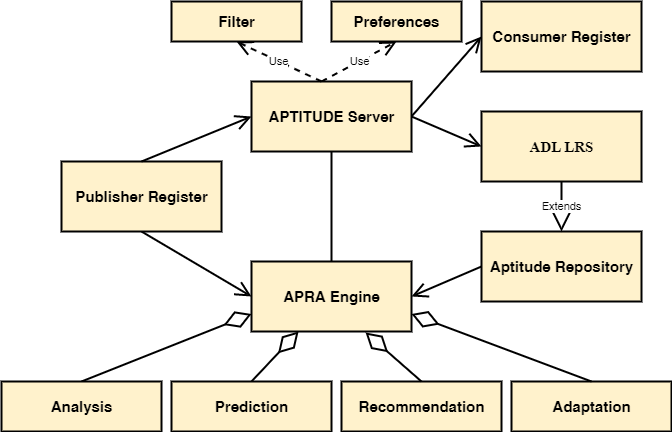 Filter
Preferences
Consumer Register
Use
Use
APTITUDE Server
ADL LRS
Publisher Register
Extends
Aptitude Repository
APRA Engine
Analysis
Prediction
Recommendation
Adaptation